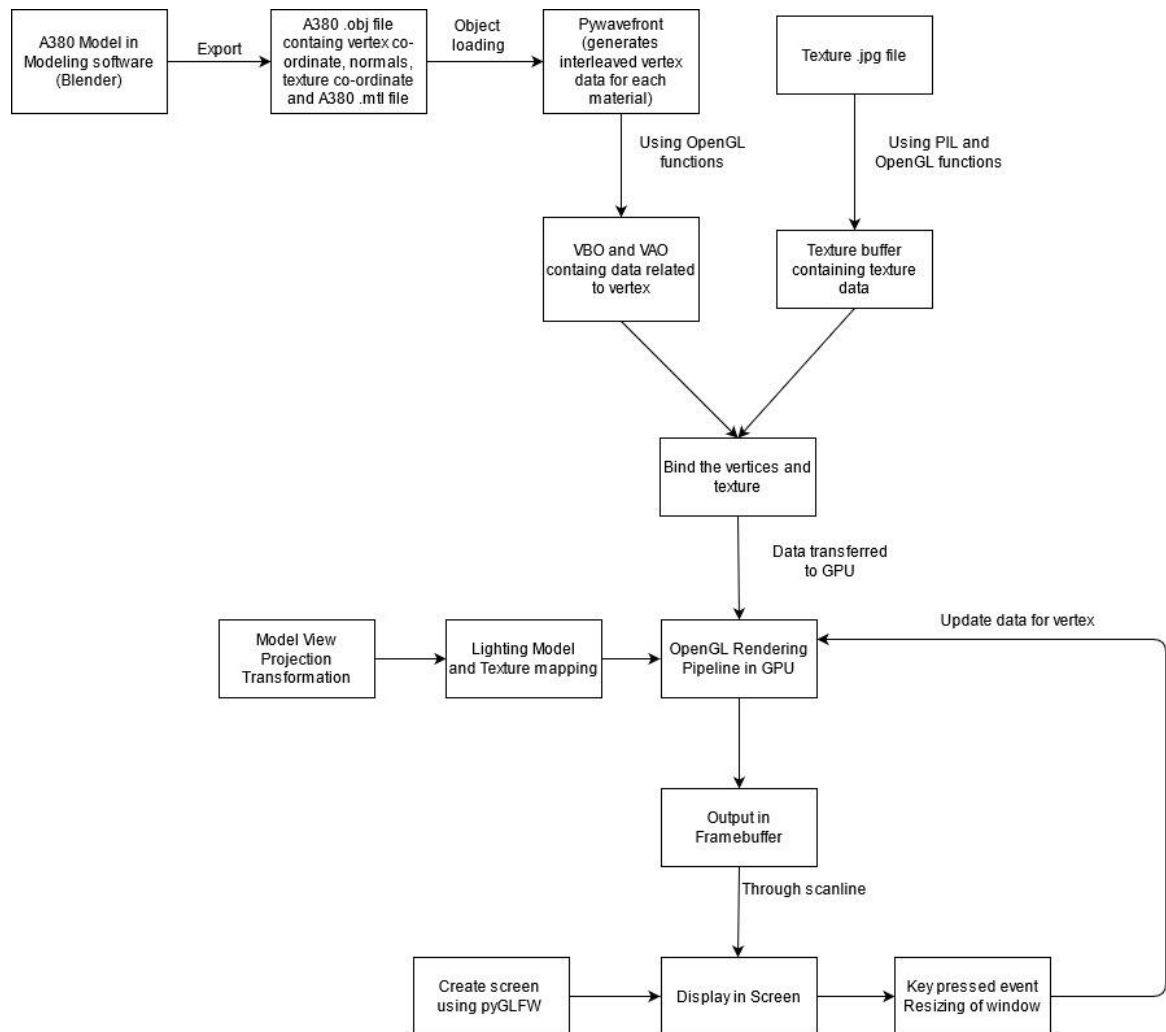 A380 Model in
Modeling software
(Blender)
Export
A380 .obj file
containg vertex co-
ordinate, normals,
texture co-ordinate
and A380 .mtl file
Object
loading
Pywavefront
(generates
interleaved vertex
data for each
material)
Texture .jpg file
Using OpenGL
functions
Using PIL and
OpenGL functions
VBO and VAO
containg data related
to vertex
Texture buffer
containing texture
data
Bind the vertices and
texture
Data transferred
to GPU
Model View
Projection
Transformation
Lighting Model
and Texture mapping
OpenGL Rendering
Pipeline in GPU
Update data for vertex
Output in
Framebuffer
Through scanline
Create screen
using pyGLFW
Display in Screen
Key pressed event
Resizing of window